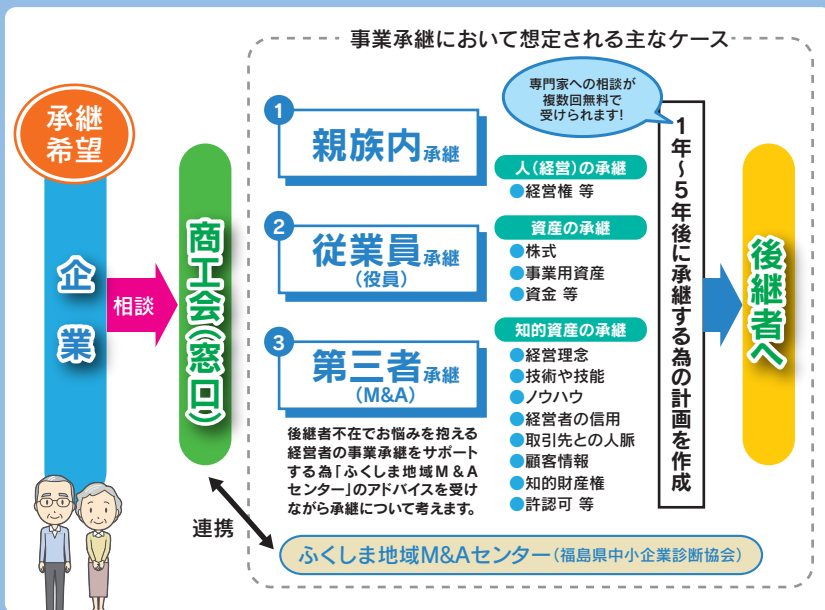 事業承継において想定される主なケース
承継
希望
企業
相談
商工会(窓口)
1
親族内承継
2
従業員承継
(役員)
3
第三者承継
(M&A)
後継者不在でお悩みを抱える
経営者の事業承継をサポート
する為「ふくしま地域M&A
センター」のアドバイスを受け
ながら承継について考えます。
専門家への相談が
複数回無料で
受けられます!
人(経営)の承継
●経営権 等
資産の承継
●株式
●事業用資産
●資金 等
知的資産の承継
●経営理念
●技術や技能
●ノウハウ
●経営者の信用
●取引先との人脈
●顧客情報
●知的財産権
●許認可 等
1年~5年後に承継する為の計画を作成
後継者へ
連携
ふくしま地域M&Aセンター(福島県中小企業診断協会)